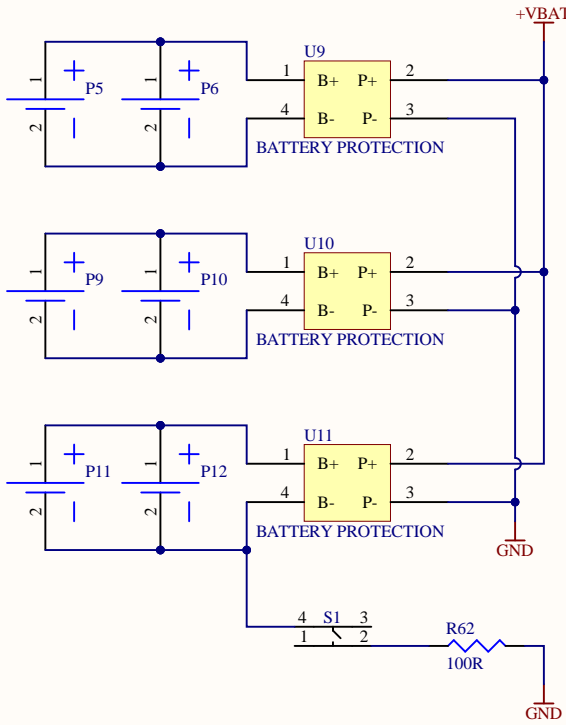 +VBAT
U9
1 B+ P+ 2
4 B- P- 3
BATTERY PROTECTION
1 + P5
2
1 + P6
2
U10
1 B+ P+ 2
4 B- P- 3
BATTERY PROTECTION
1 + P9
2
1 + P10
2
U11
1 B+ P+ 2
4 B- P- 3
BATTERY PROTECTION
1 + P11
2
1 + P12
2
GND
4 S1 3
1 2
R62
100R
GND